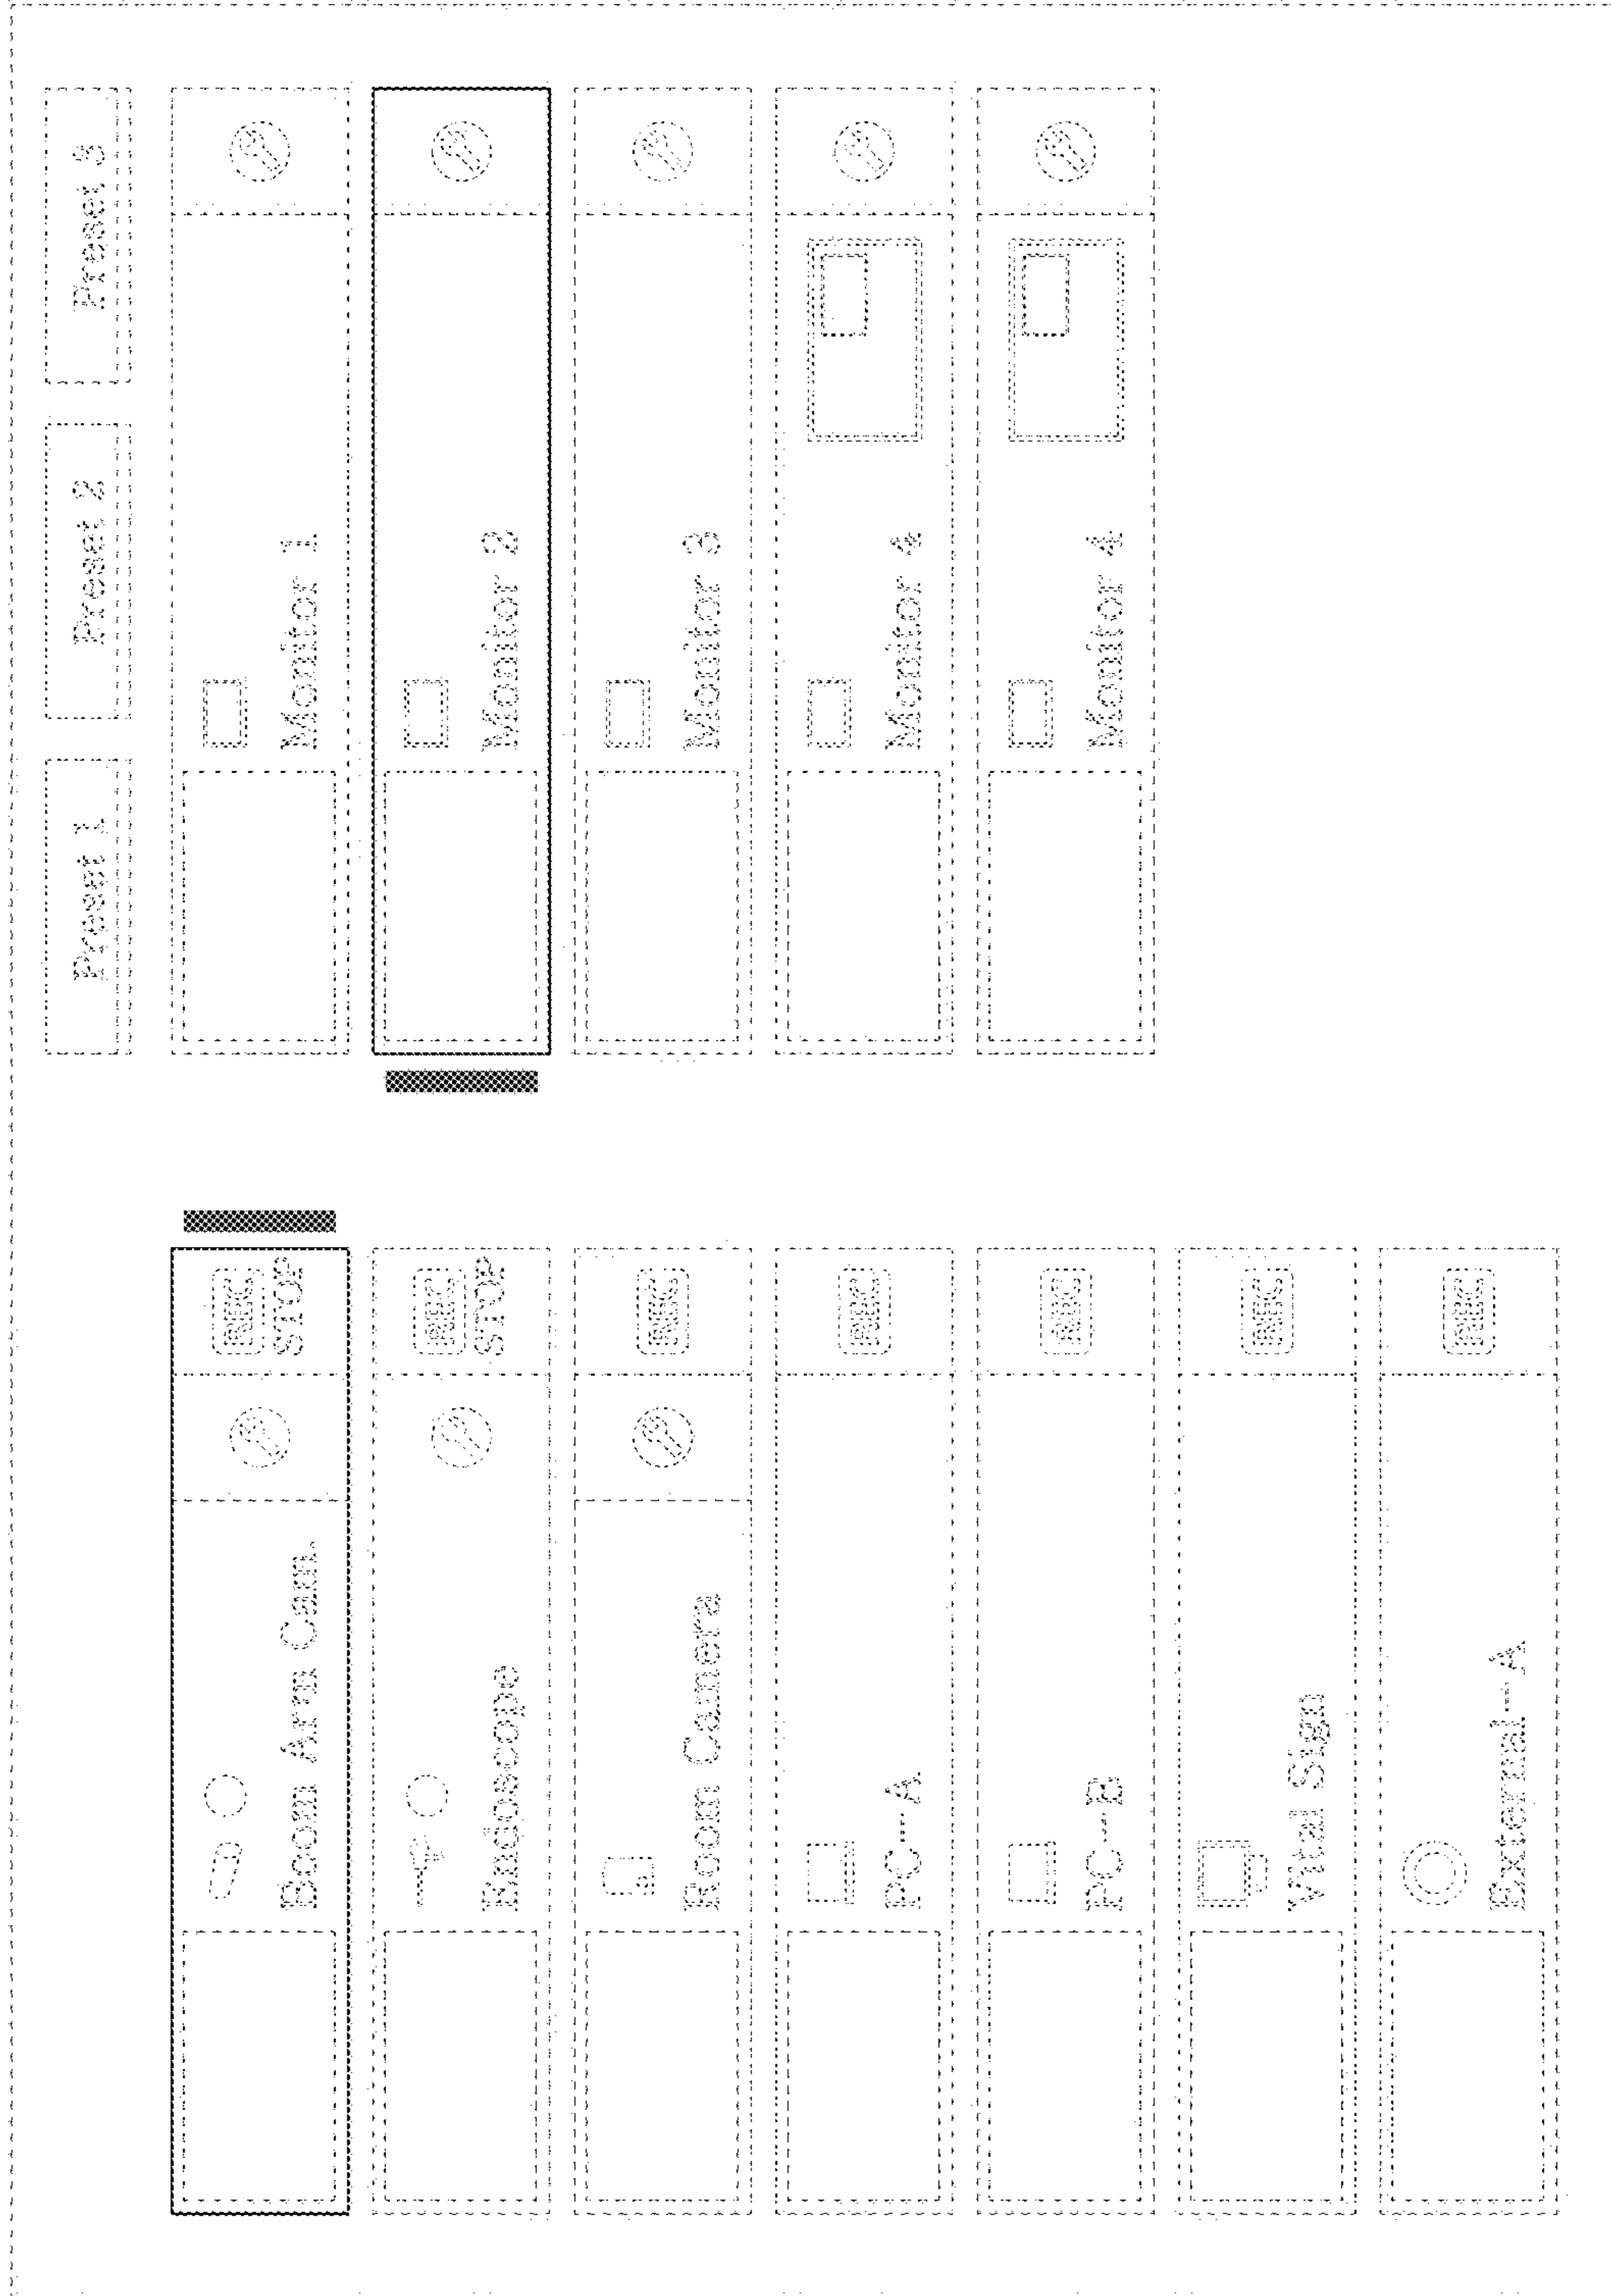 Preset 1
Preset 2
Preset 3
Boom Arm Cam.
REC
STOP
Endoscope
REC
STOP
Room Camera
REC
PC-A
REC
PC-B
REC
Vital Sign
REC
External-A
REC
Monitor 1
Monitor 2
Monitor 3
Monitor 4
Monitor 4